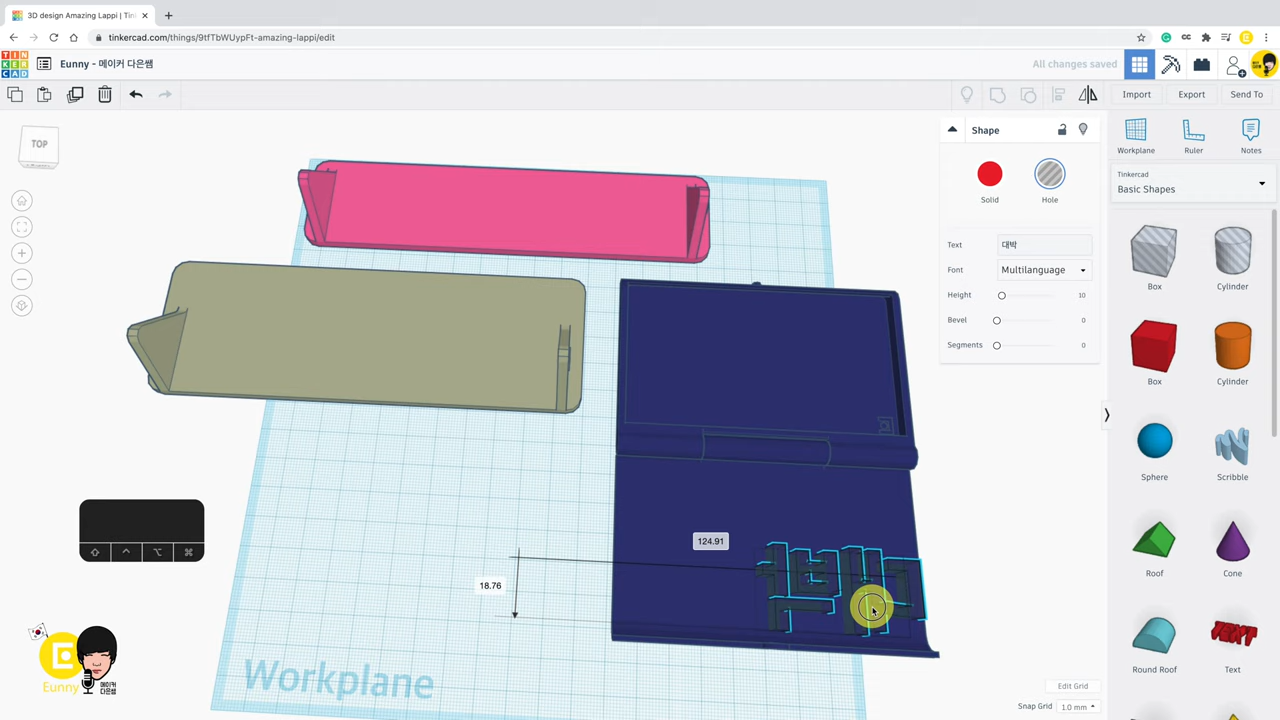 3D design Amazing Lappi | Tin
tinkercad.com/things/9tfTbWUypFt-amazing-lappi/edit
TIN
KER
CAD
Eunny - 메이커 다은쌤
All changes saved
Import
Export
Send To
TOP
Shape
Solid
Hole
Text
대박
Font
Multilanguage
Height
10
Bevel
0
Segments
0
Workplane
Ruler
Notes
Tinkercad
Basic Shapes
Box
Cylinder
Box
Cylinder
Sphere
Scribble
Roof
Cone
Round Roof
TEXT
Text
124.91
18.76
Workplane
Eunny
메이커
다은쌤
Edit Grid
Snap Grid
1.0 mm